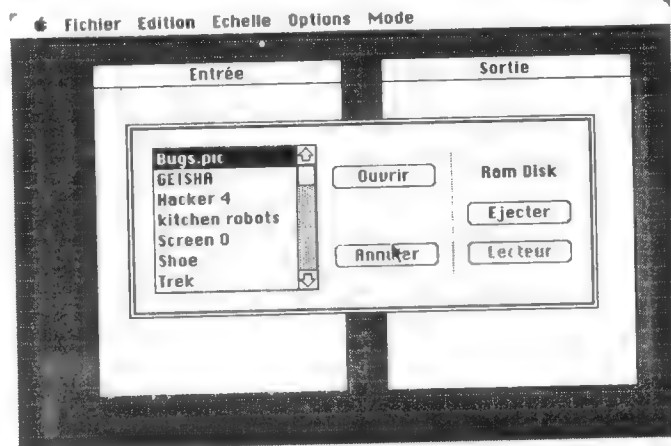 Fichier Edition Echelle Options Mode
Entrée
Sortie
Bugs.pic
GEISHA
Hacker 4
kitchen robots
Screen 0
Shoe
Trek
Ouvrir
Annuler
Ram Disk
Ejecter
Lecteur